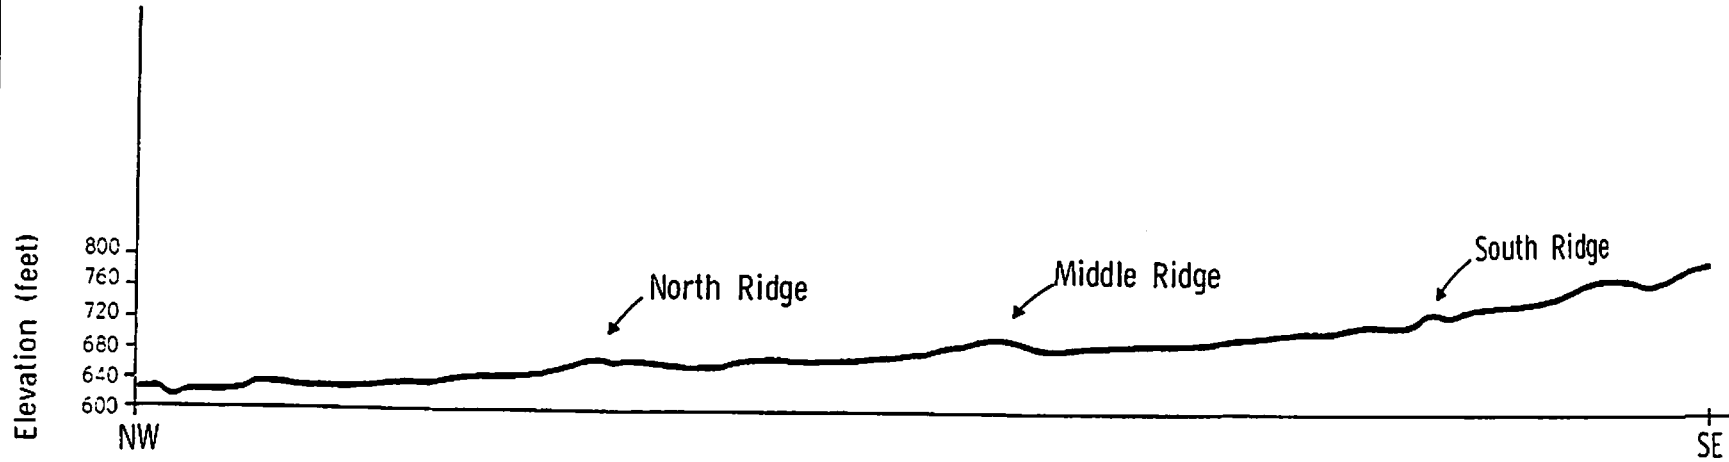 Elevation (feet)
800
760
720
680
640
600
North Ridge
Middle Ridge
South Ridge
NW
SE